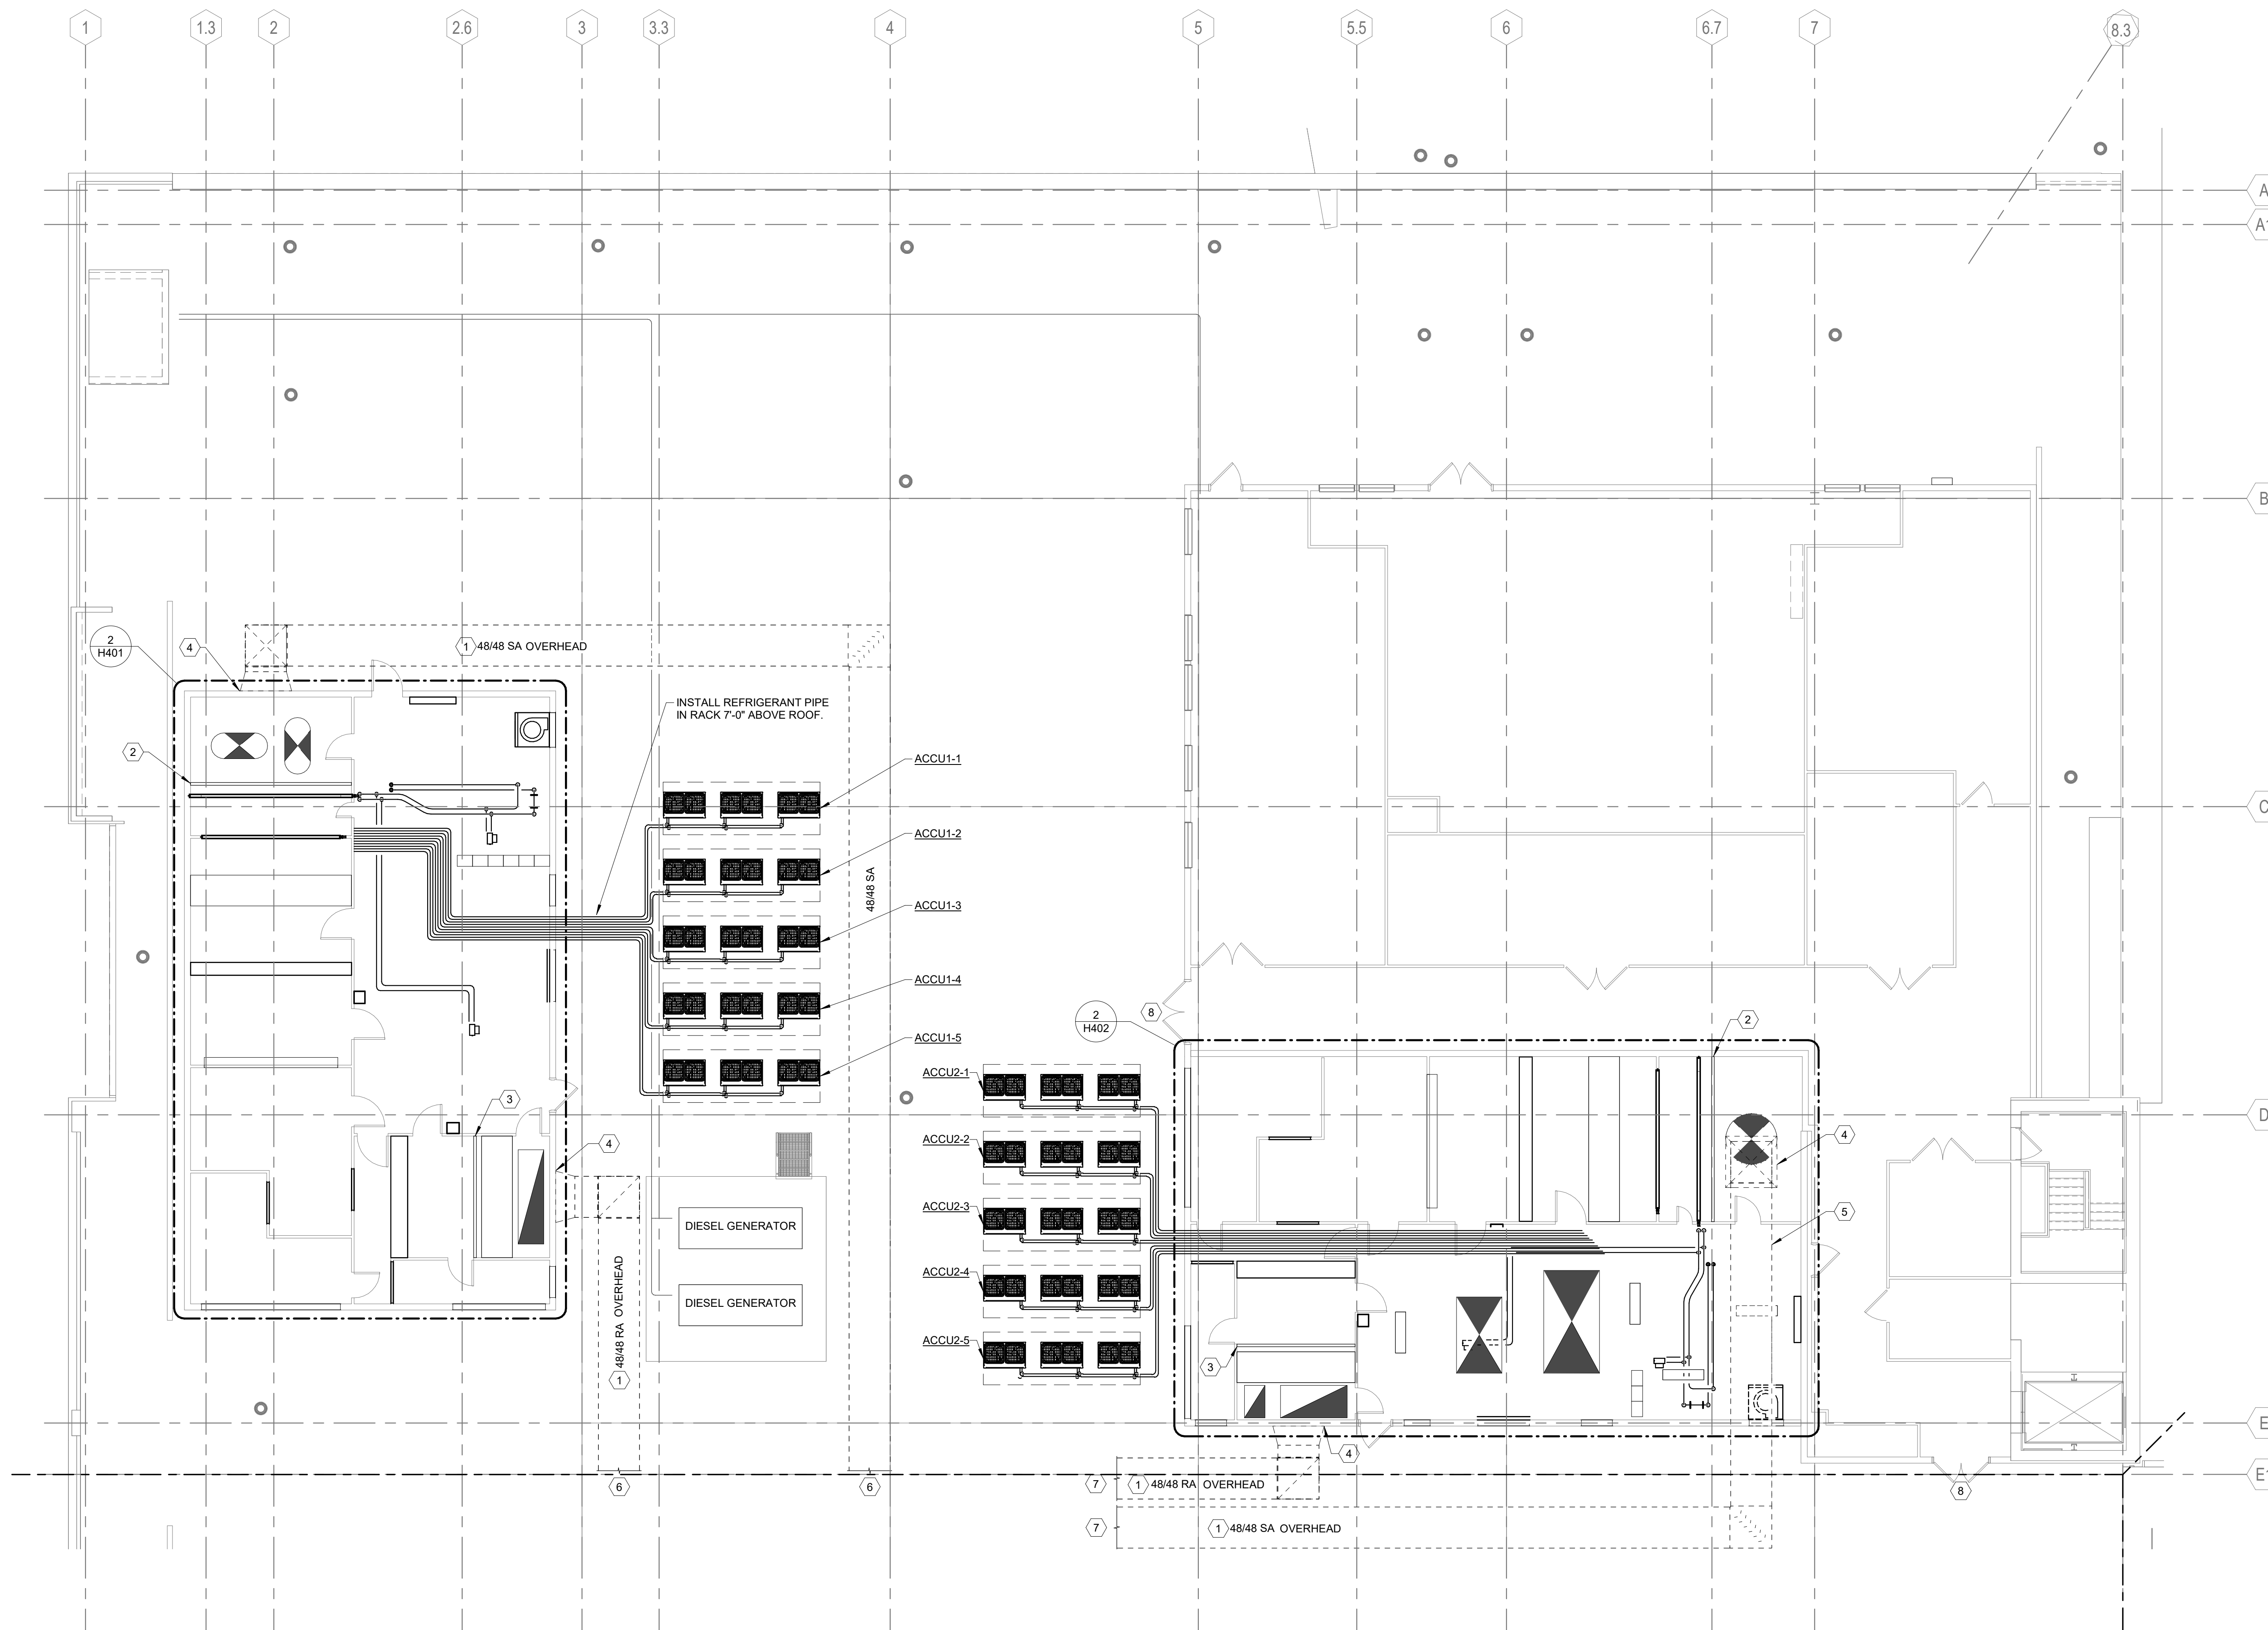 1
1.3
2
2.6
3
3.3
4
5
5.5
6
6.7
7
8.3
A
B
2
H401
4
1
48/48 SA OVERHEAD
INSTALL REFRIGERANT PIPE
IN RACK 7'-0" ABOVE ROOF.
2
ACCU1-1
C
ACCU1-2
48/48 SA
ACCU1-3
ACCU1-4
2
H402
8
2
ACCU1-5
ACCU2-1
3
D
4
ACCU2-2
4
ACCU2-3
5
DIESEL GENERATOR
48/48 RA OVERHEAD
1
ACCU2-4
DIESEL GENERATOR
ACCU2-5
3
E
4
6
6
7
1
48/48 RA OVERHEAD
8
7
1
48/48 SA OVERHEAD